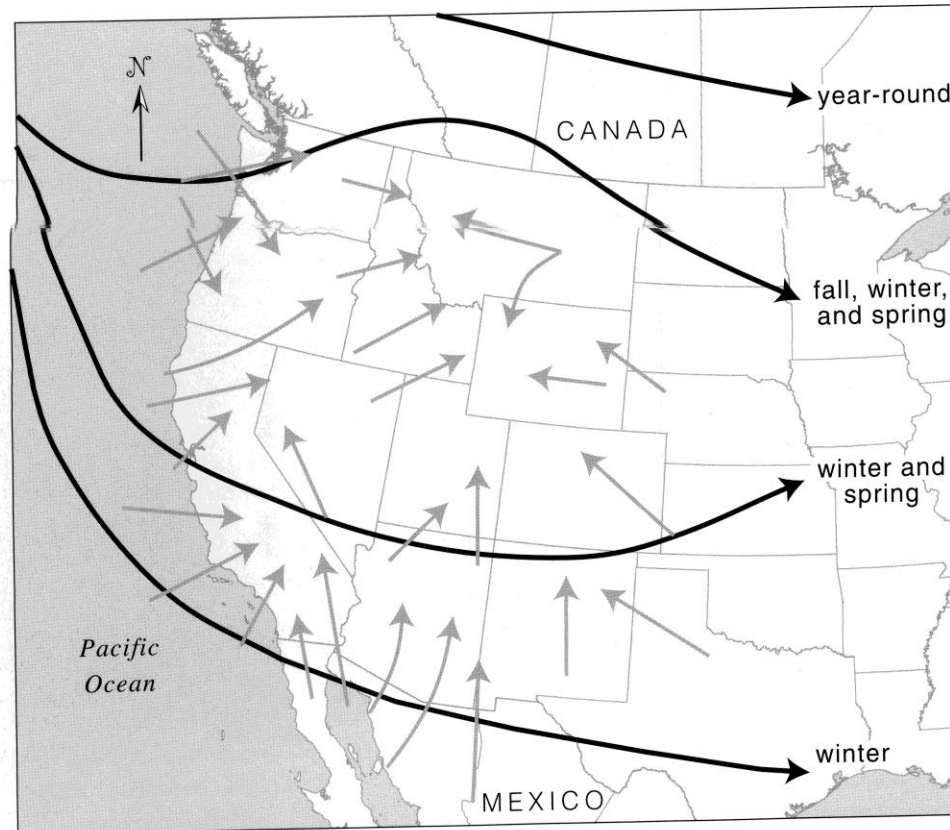 N
year-round
CANADA
fall, winter,
and spring
winter and
spring
Pacific
Ocean
winter
MEXICO